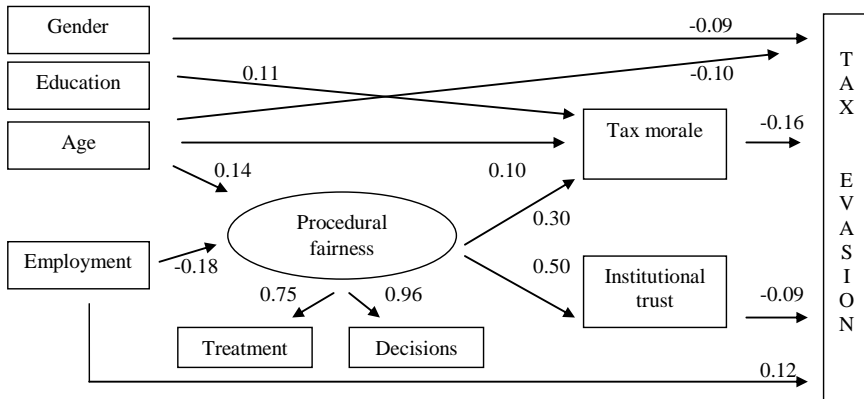 Gender
-0.09
Education
0.11
-0.10
Age
Tax morale
-0.16
0.14
0.10
Procedural
fairness
0.30
Employment
-0.18
0.50
Institutional
trust
-0.09
0.75
0.96
Treatment
Decisions
0.12
T
A
X
E
V
A
S
I
O
N